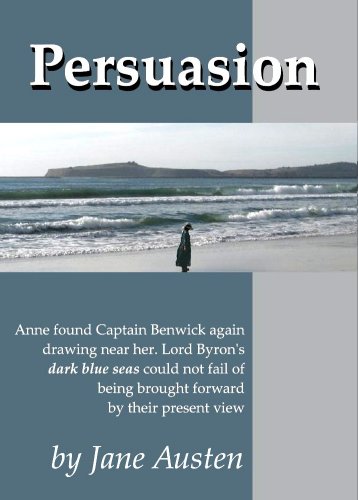 Persuasion
Anne found Captain Benwick again
drawing near her. Lord Byron's
dark blue seas could not fail of
being brought forward
by their present view
by Jane Austen